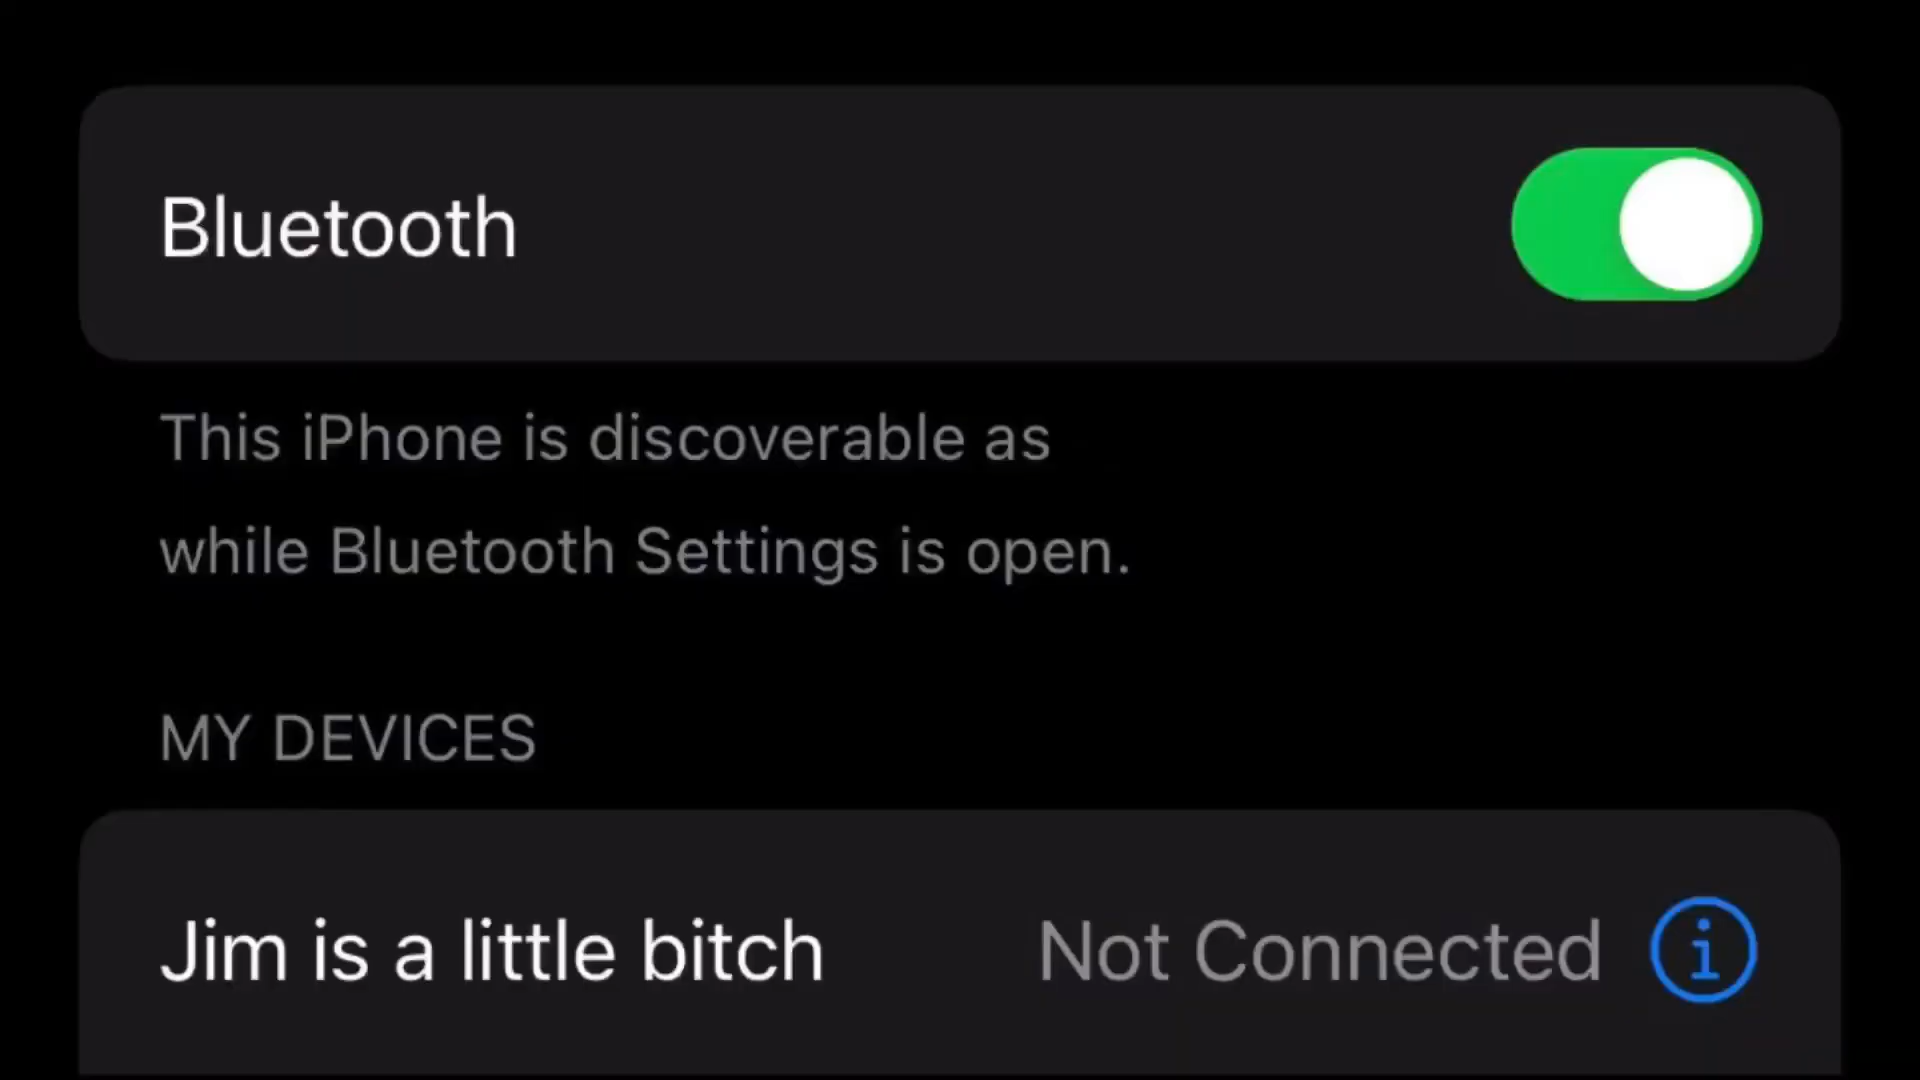 Bluetooth
This iPhone is discoverable as
while Bluetooth Settings is open.
MY DEVICES
Jim is a little bitch Not Connected